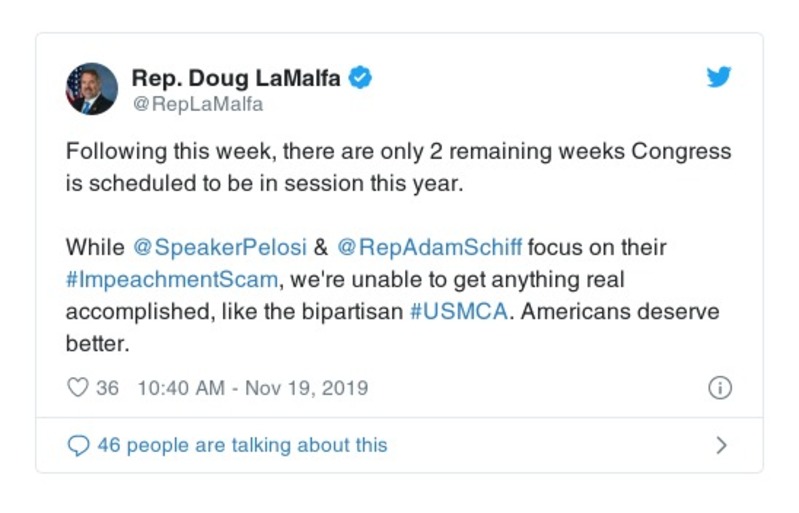 Rep. Doug LaMalfa
@RepLaMalfa
Following this week, there are only 2 remaining weeks Congress
is scheduled to be in session this year.
While @SpeakerPelosi & @RepAdamSchiff focus on their
#ImpeachmentScam, we're unable to get anything real
accomplished, like the bipartisan #USMCA. Americans deserve
better.
36 10:40 AM - Nov 19, 2019
46 people are talking about this